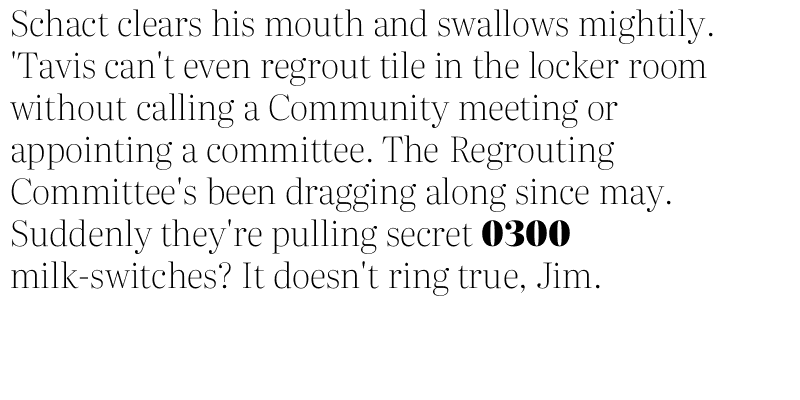 Schact clears his mouth and swallows mightily.
'Tavis can't even regrout tile in the locker room
without calling a Community meeting or
appointing a committee. The Regrouting
Committee's been dragging along since may.
Suddenly they're pulling secret 0300
milk-switches? It doesn't ring true, Jim.